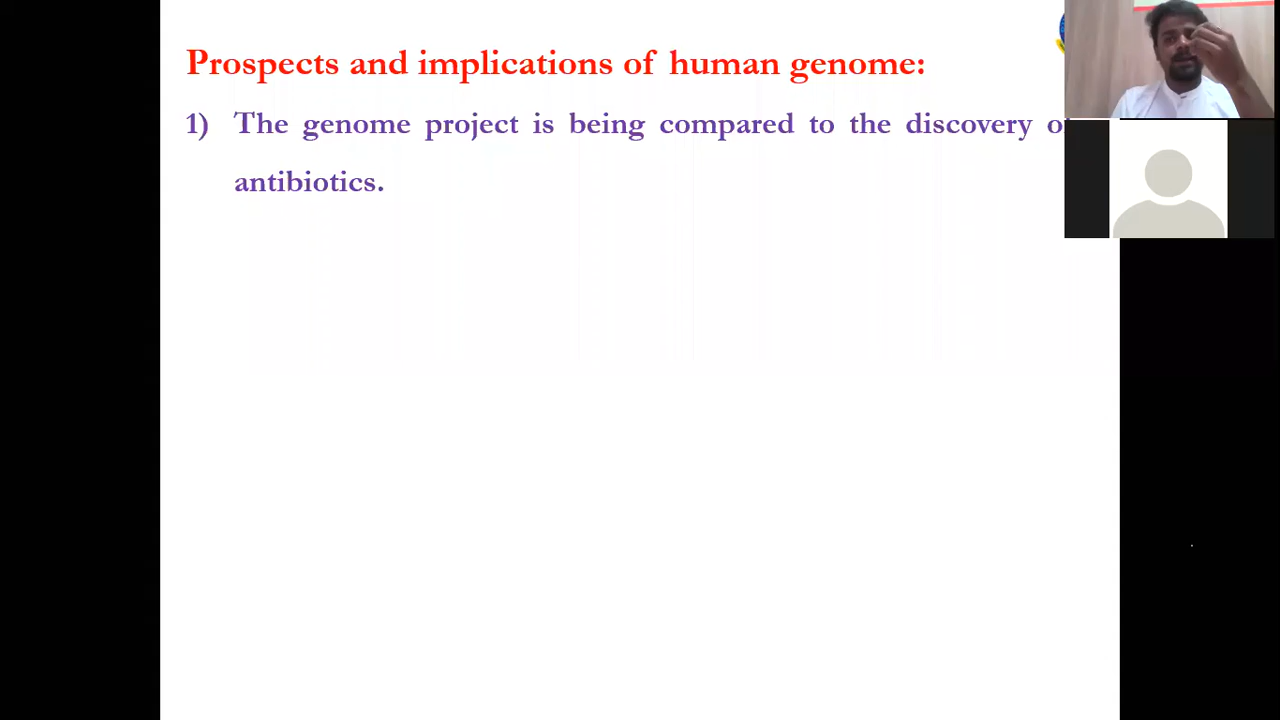 Prospects and implications of human genome:
1) The genome project is being compared to the discovery
antibiotics.